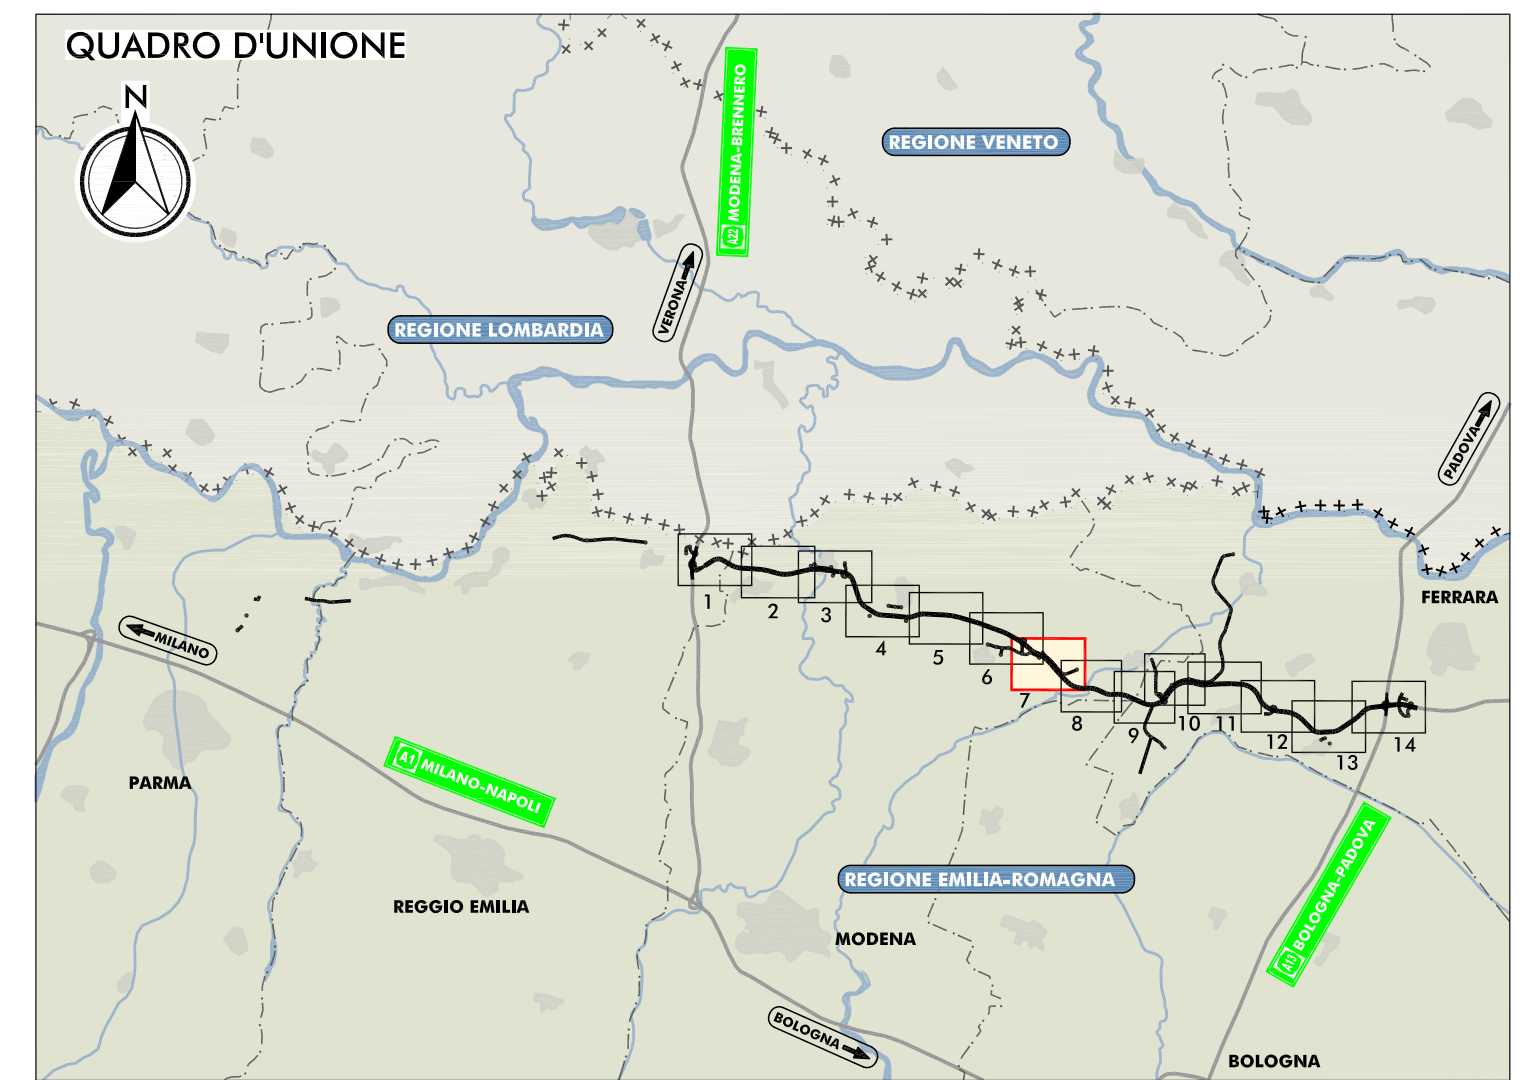 QUADRO D'UNIONE
N
A22 MODENA-BRENNERO
REGIONE VENETO
VERONA
REGIONE LOMBARDIA
PADOVA
FERRARA
MILANO
1
2
3
4
5
6
7
8
9
10
11
12
13
14
PARMA
A1 MILANO-NAPOLI
REGIONE EMILIA-ROMAGNA
A13 BOLOGNA-PADOVA
REGGIO EMILIA
MODENA
BOLOGNA
BOLOGNA